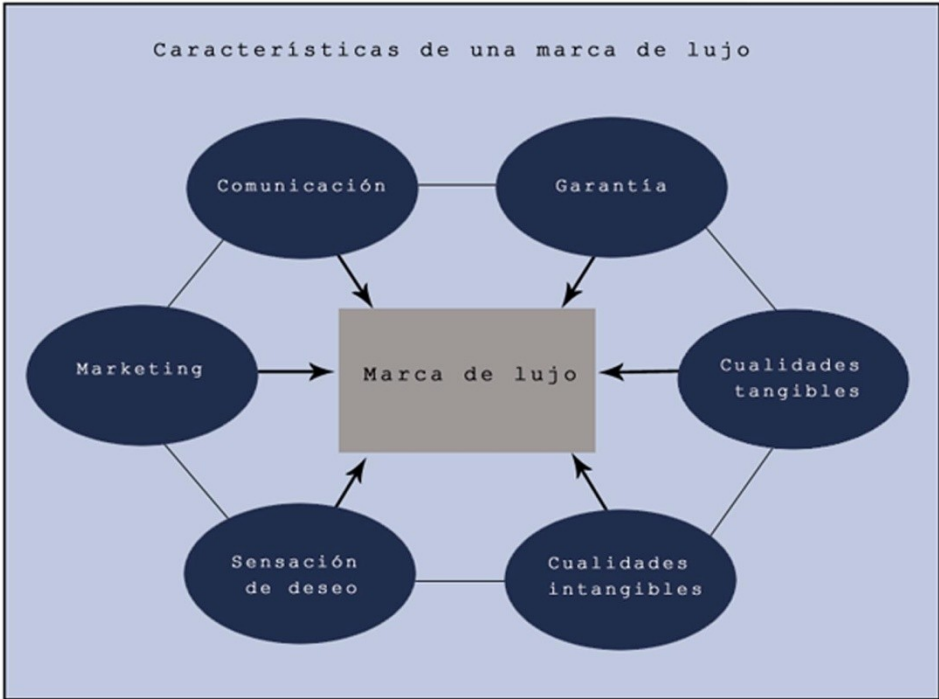 Características de una marca de lujo
Comunicación
Garantía
Marketing
Marca de lujo
Cualidades
tangibles
Sensación
de deseo
Cualidades
intangibles